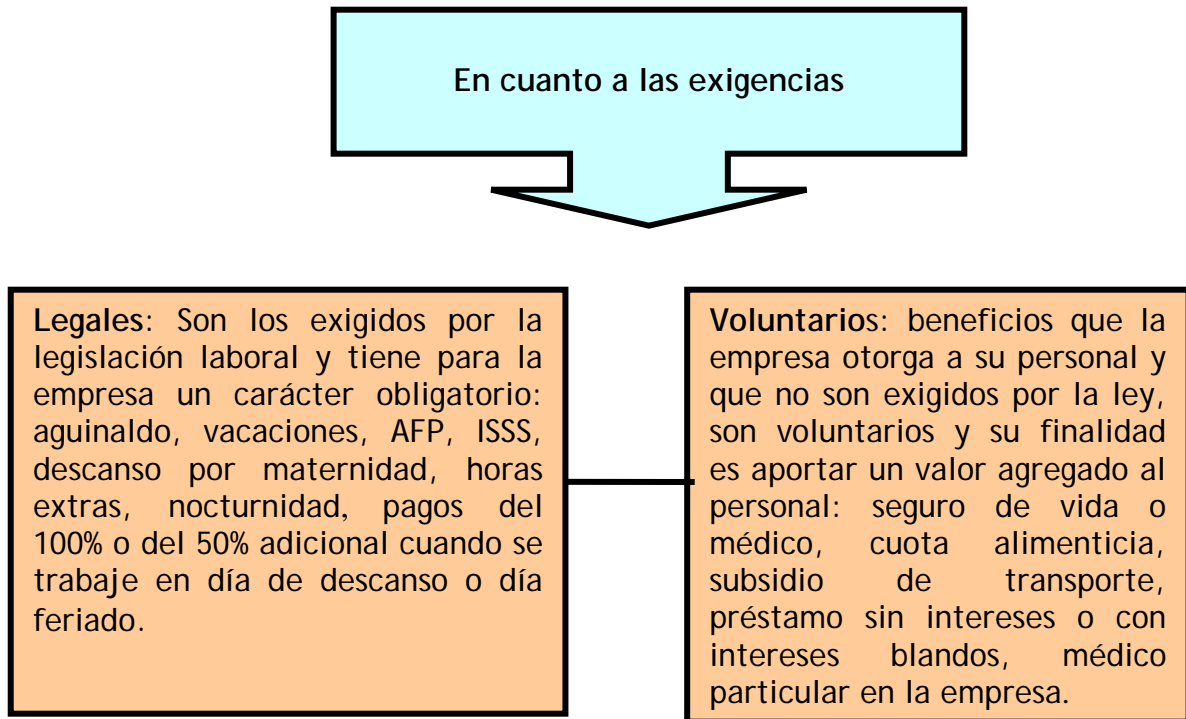 En cuanto a las exigencias
Legales: Son los exigidos por la
legislación laboral y tiene para la
empresa un carácter obligatorio:
aguinaldo, vacaciones, AFP, ISSS,
descanso por maternidad, horas
extras, nocturnidad, pagos del
100% o del 50% adicional cuando se
trabaje en día de descanso o día
feriado.
Voluntarios: beneficios que la
empresa otorga a su personal y
que no son exigidos por la ley,
son voluntarios y su finalidad
es aportar un valor agregado al
personal: seguro de vida o
médico, cuota alimenticia,
subsidio de transporte,
préstamo sin intereses o con
intereses blandos, médico
particular en la empresa.